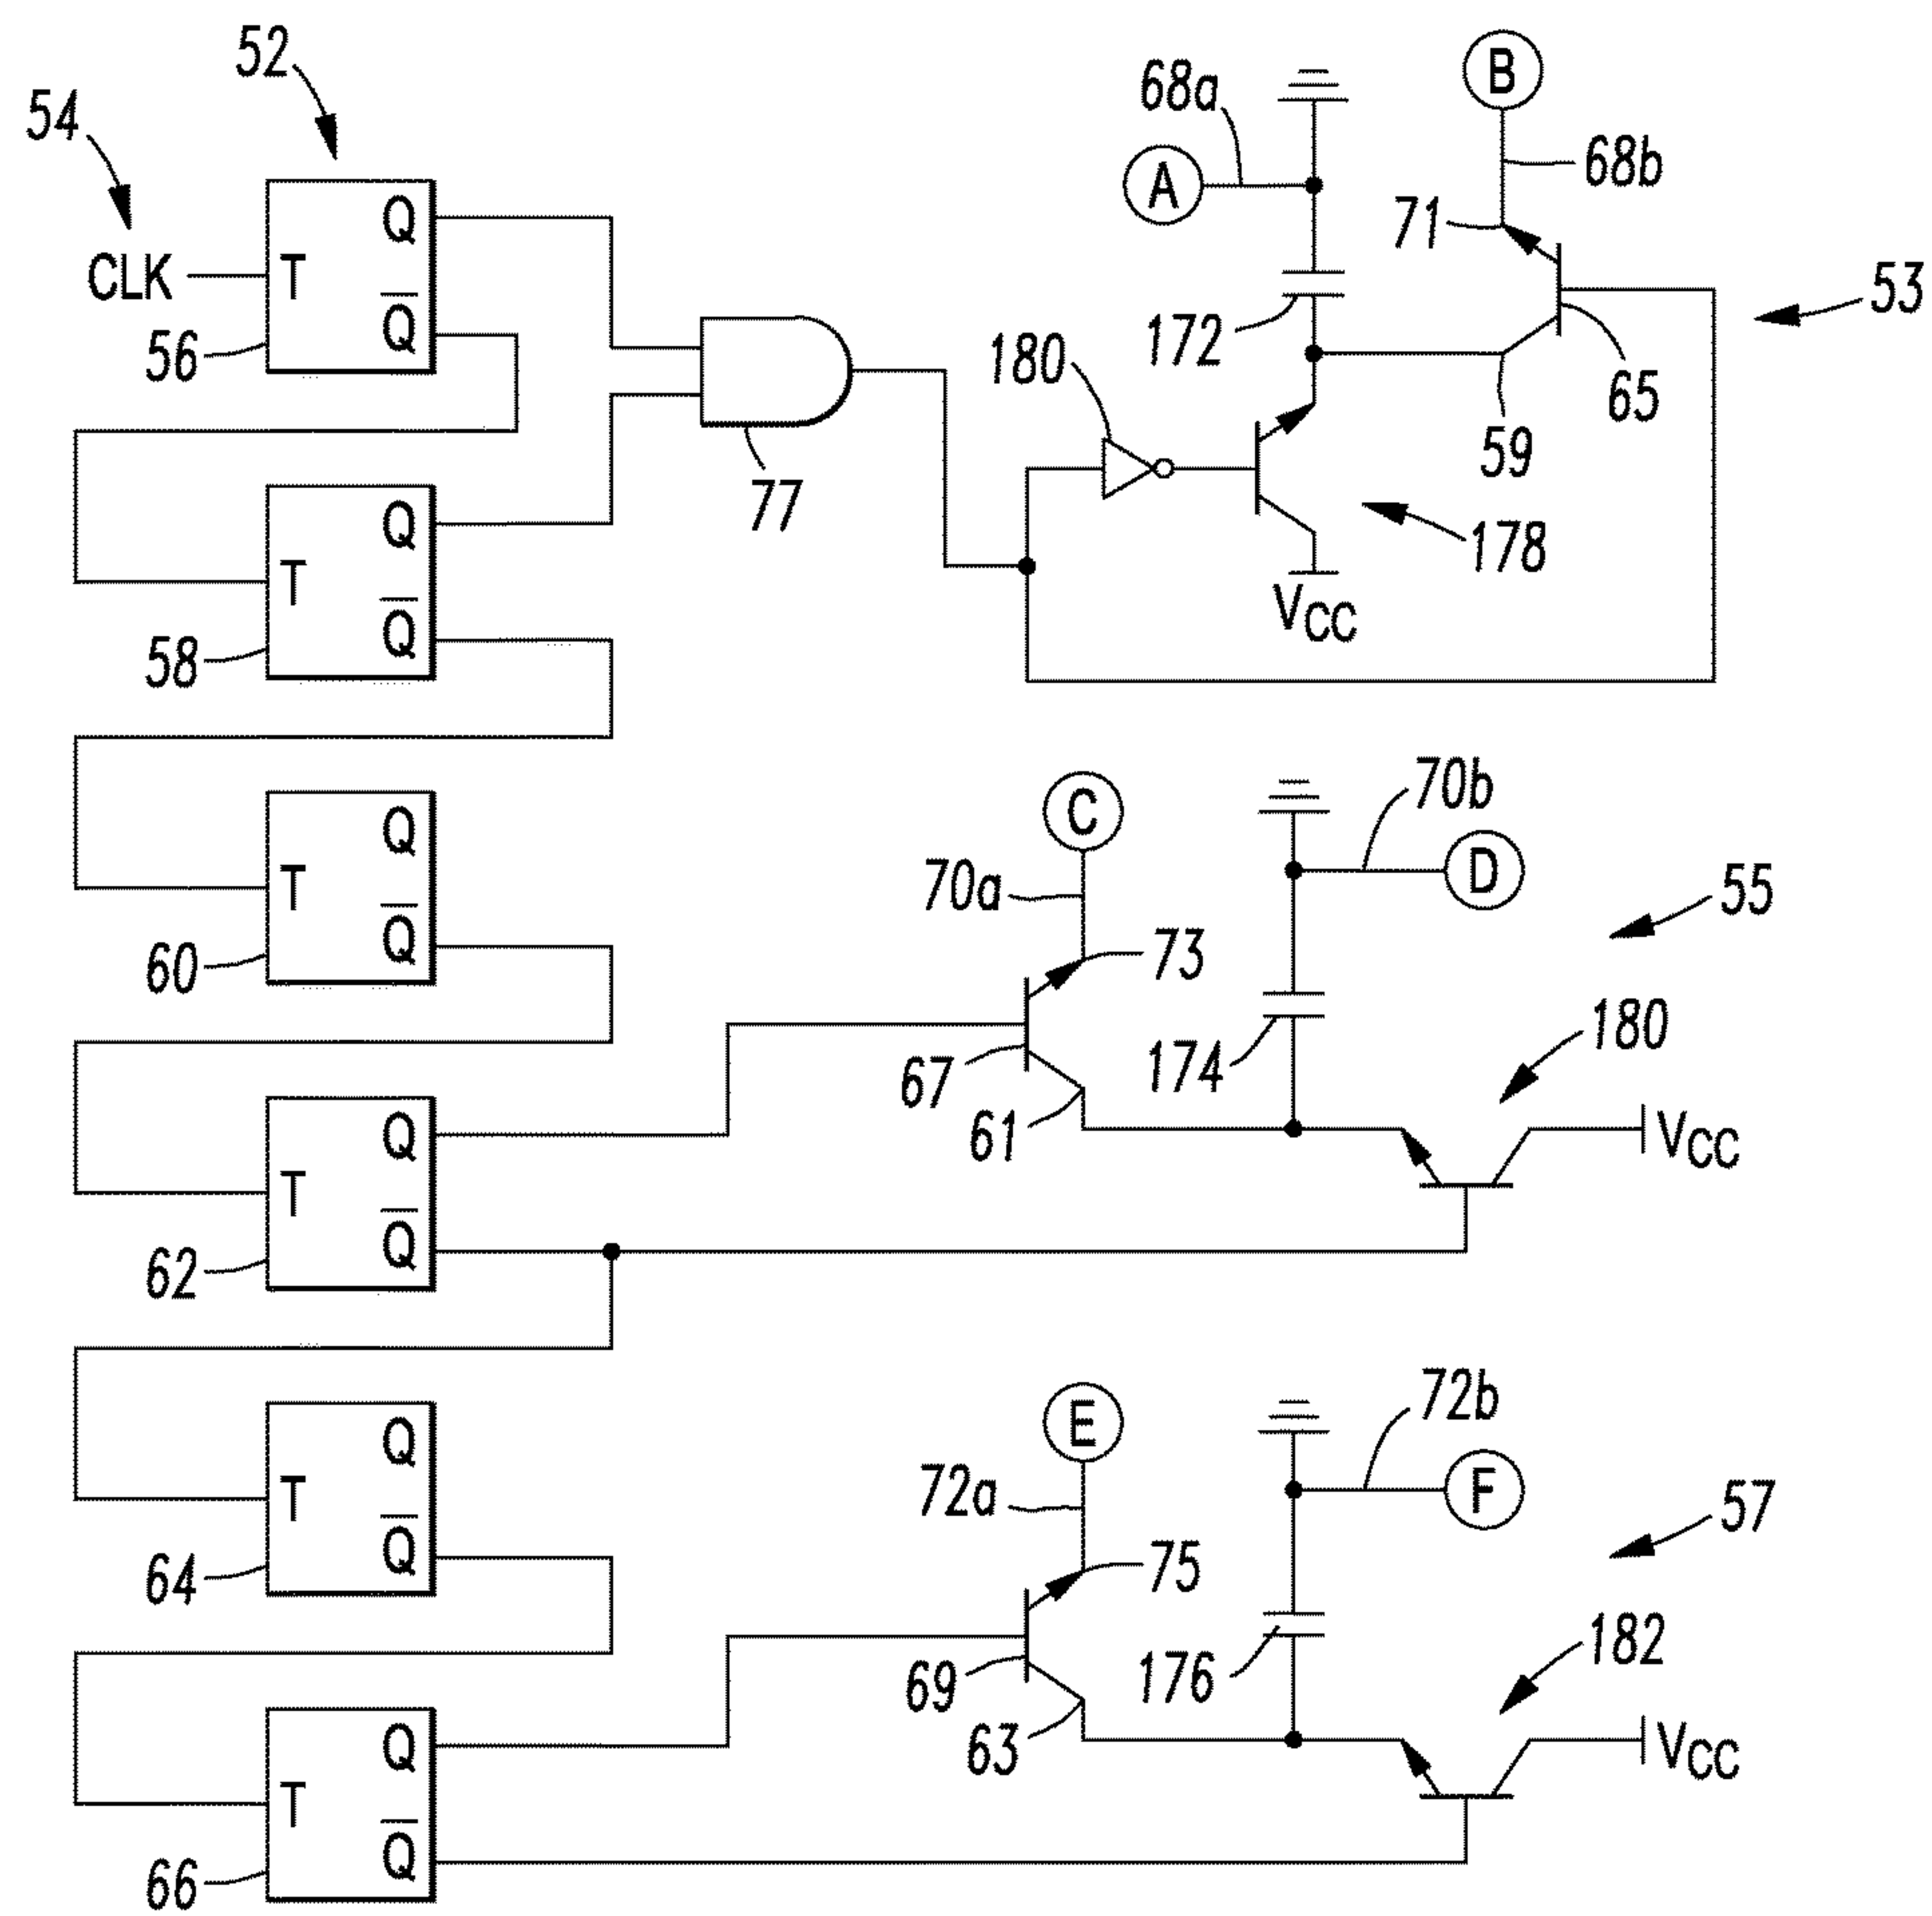 52
54
CLK
T
Q
Q̅
56
77
T
Q
Q̅
58
T
Q
Q̅
60
T
Q
Q̅
62
T
Q
Q̅
64
T
Q
Q̅
66
68a
A
B
68b
71
53
172
180
65
59
178
VCC
C
70a
70b
D
55
73
67
61
174
180
VCC
E
72a
72b
F
57
75
69
63
176
182
VCC